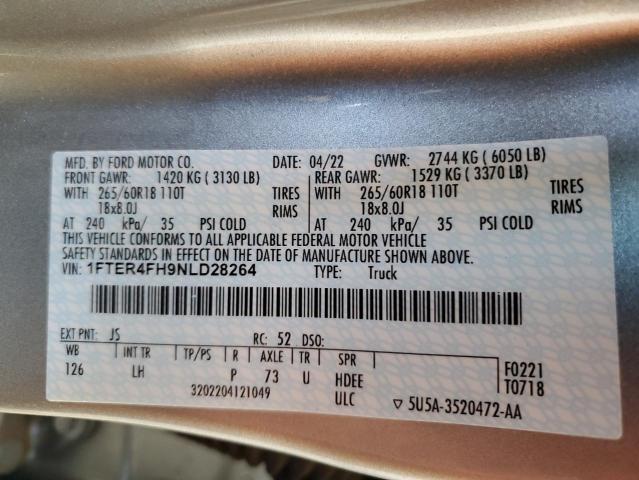 MFD. BY FORD MOTOR CO. DATE: 04/22 GVWR: 2744 KG ( 6050 LB)
FRONT GAWR: 1420 KG ( 3130 LB) REAR GAWR: 1529 KG ( 3370 LB)
WITH 265/60R18 110T TIRES WITH 265/60R18 110T TIRES
18x8.0J RIMS 18x8.0J RIMS
AT 240 kPa/ 35 PSI COLD AT 240 kPa/ 35 PSI COLD
THIS VEHICLE CONFORMS TO ALL APPLICABLE FEDERAL MOTOR VEHICLE
SAFETY STANDARDS IN EFFECT ON THE DATE OF MANUFACTURE SHOWN ABOVE.
VIN: 1FTER4FH9NLD28264 TYPE: Truck
EXT PNT: JS RC: 52 DSO:
WB INT TR TP/PS R AXLE TR SPR
126 LH P 73 U HDEE F0221
ULC T0718
3202204121049 ▽ 5U5A-3520472-AA